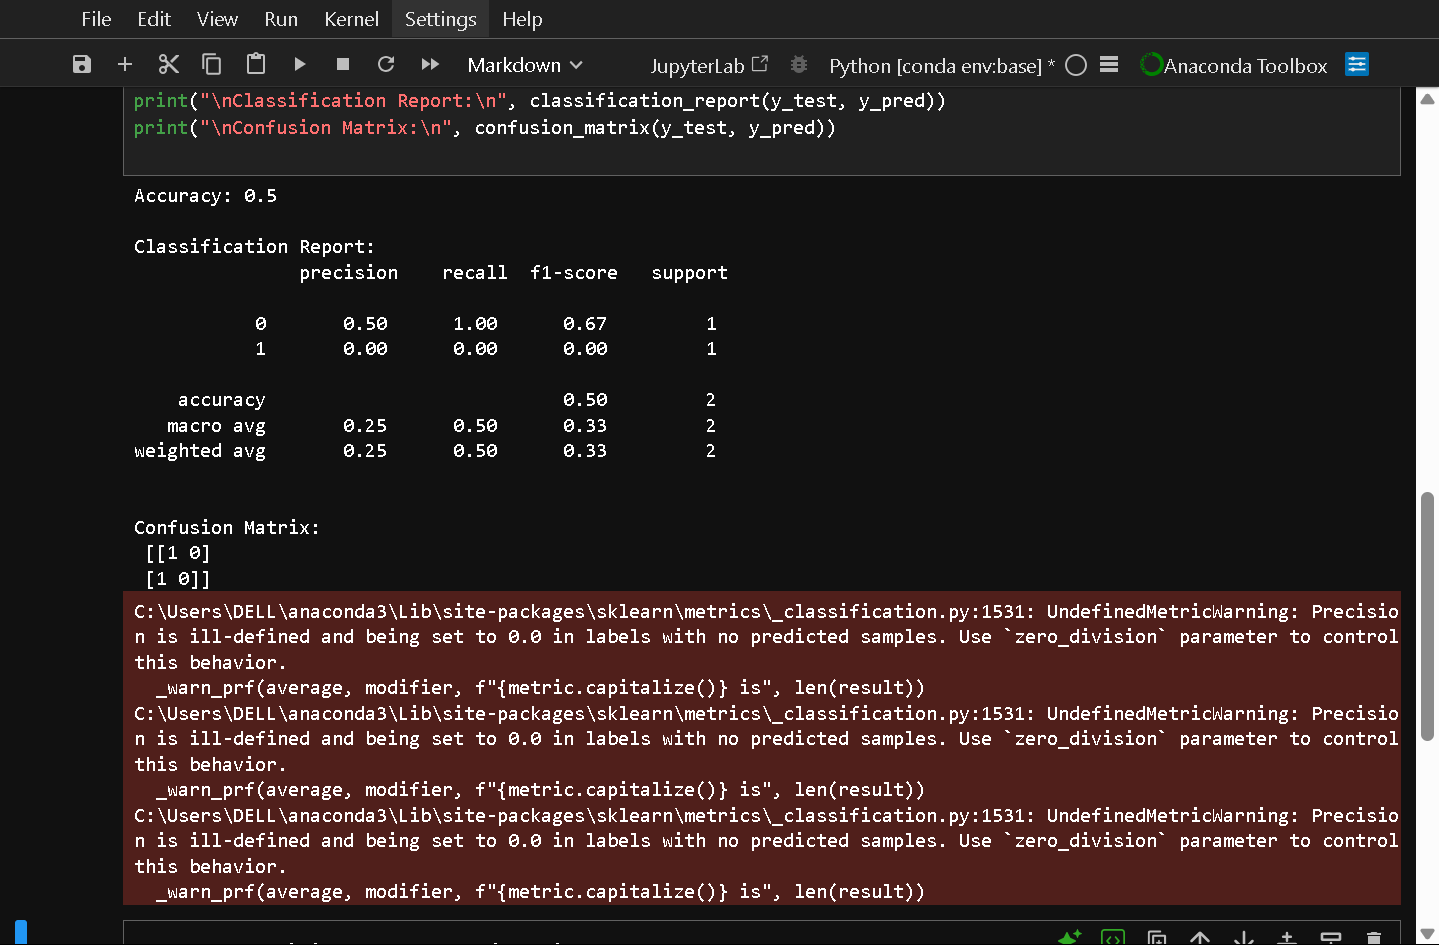 File Edit View Run Kernel Settings Help
Markdown JupyterLab Python [conda env:base] * Anaconda Toolbox
print("\nClassification Report:\n", classification_report(y_test, y_pred))
print("\nConfusion Matrix:\n", confusion_matrix(y_test, y_pred))
Accuracy: 0.5
Classification Report:
precision recall f1-score support
0 0.50 1.00 0.67 1
1 0.00 0.00 0.00 1
accuracy 0.50 2
macro avg 0.25 0.50 0.33 2
weighted avg 0.25 0.50 0.33 2
Confusion Matrix:
[[1 0]
[1 0]]
C:\Users\DELL\anaconda3\Lib\site-packages\sklearn\metrics\_classification.py:1531: UndefinedMetricWarning: Precisio
n is ill-defined and being set to 0.0 in labels with no predicted samples. Use `zero_division` parameter to control
this behavior.
_warn_prf(average, modifier, f"{metric.capitalize()} is", len(result))
C:\Users\DELL\anaconda3\Lib\site-packages\sklearn\metrics\_classification.py:1531: UndefinedMetricWarning: Precisio
n is ill-defined and being set to 0.0 in labels with no predicted samples. Use `zero_division` parameter to control
this behavior.
_warn_prf(average, modifier, f"{metric.capitalize()} is", len(result))
C:\Users\DELL\anaconda3\Lib\site-packages\sklearn\metrics\_classification.py:1531: UndefinedMetricWarning: Precisio
n is ill-defined and being set to 0.0 in labels with no predicted samples. Use `zero_division` parameter to control
this behavior.
_warn_prf(average, modifier, f"{metric.capitalize()} is", len(result))